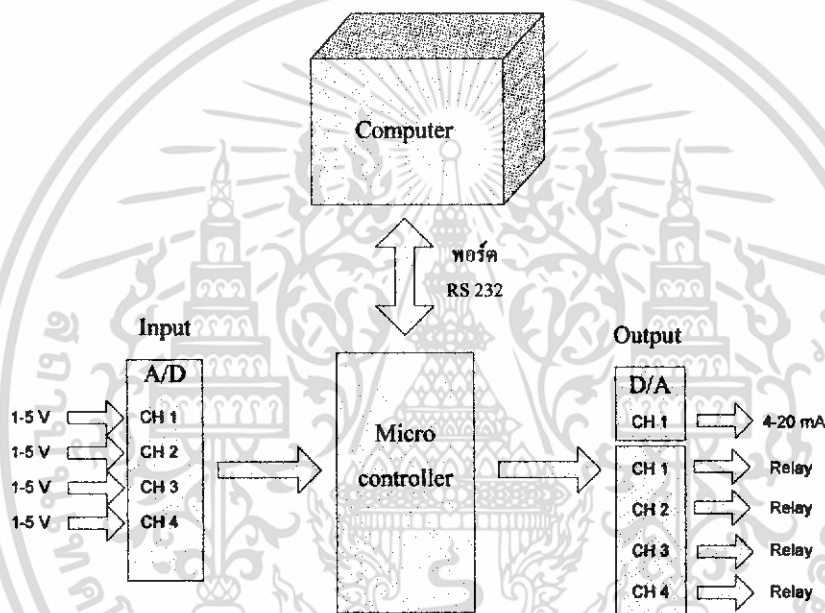 Computer
พอร์ต
RS 232
Input
Output
A/D
D/A
1-5 V
CH 1
1-5 V
CH 2
1-5 V
CH 3
1-5 V
CH 4
Micro
controller
CH 1
4-20 mA
CH 1
Relay
CH 2
Relay
CH 3
Relay
CH 4
Relay